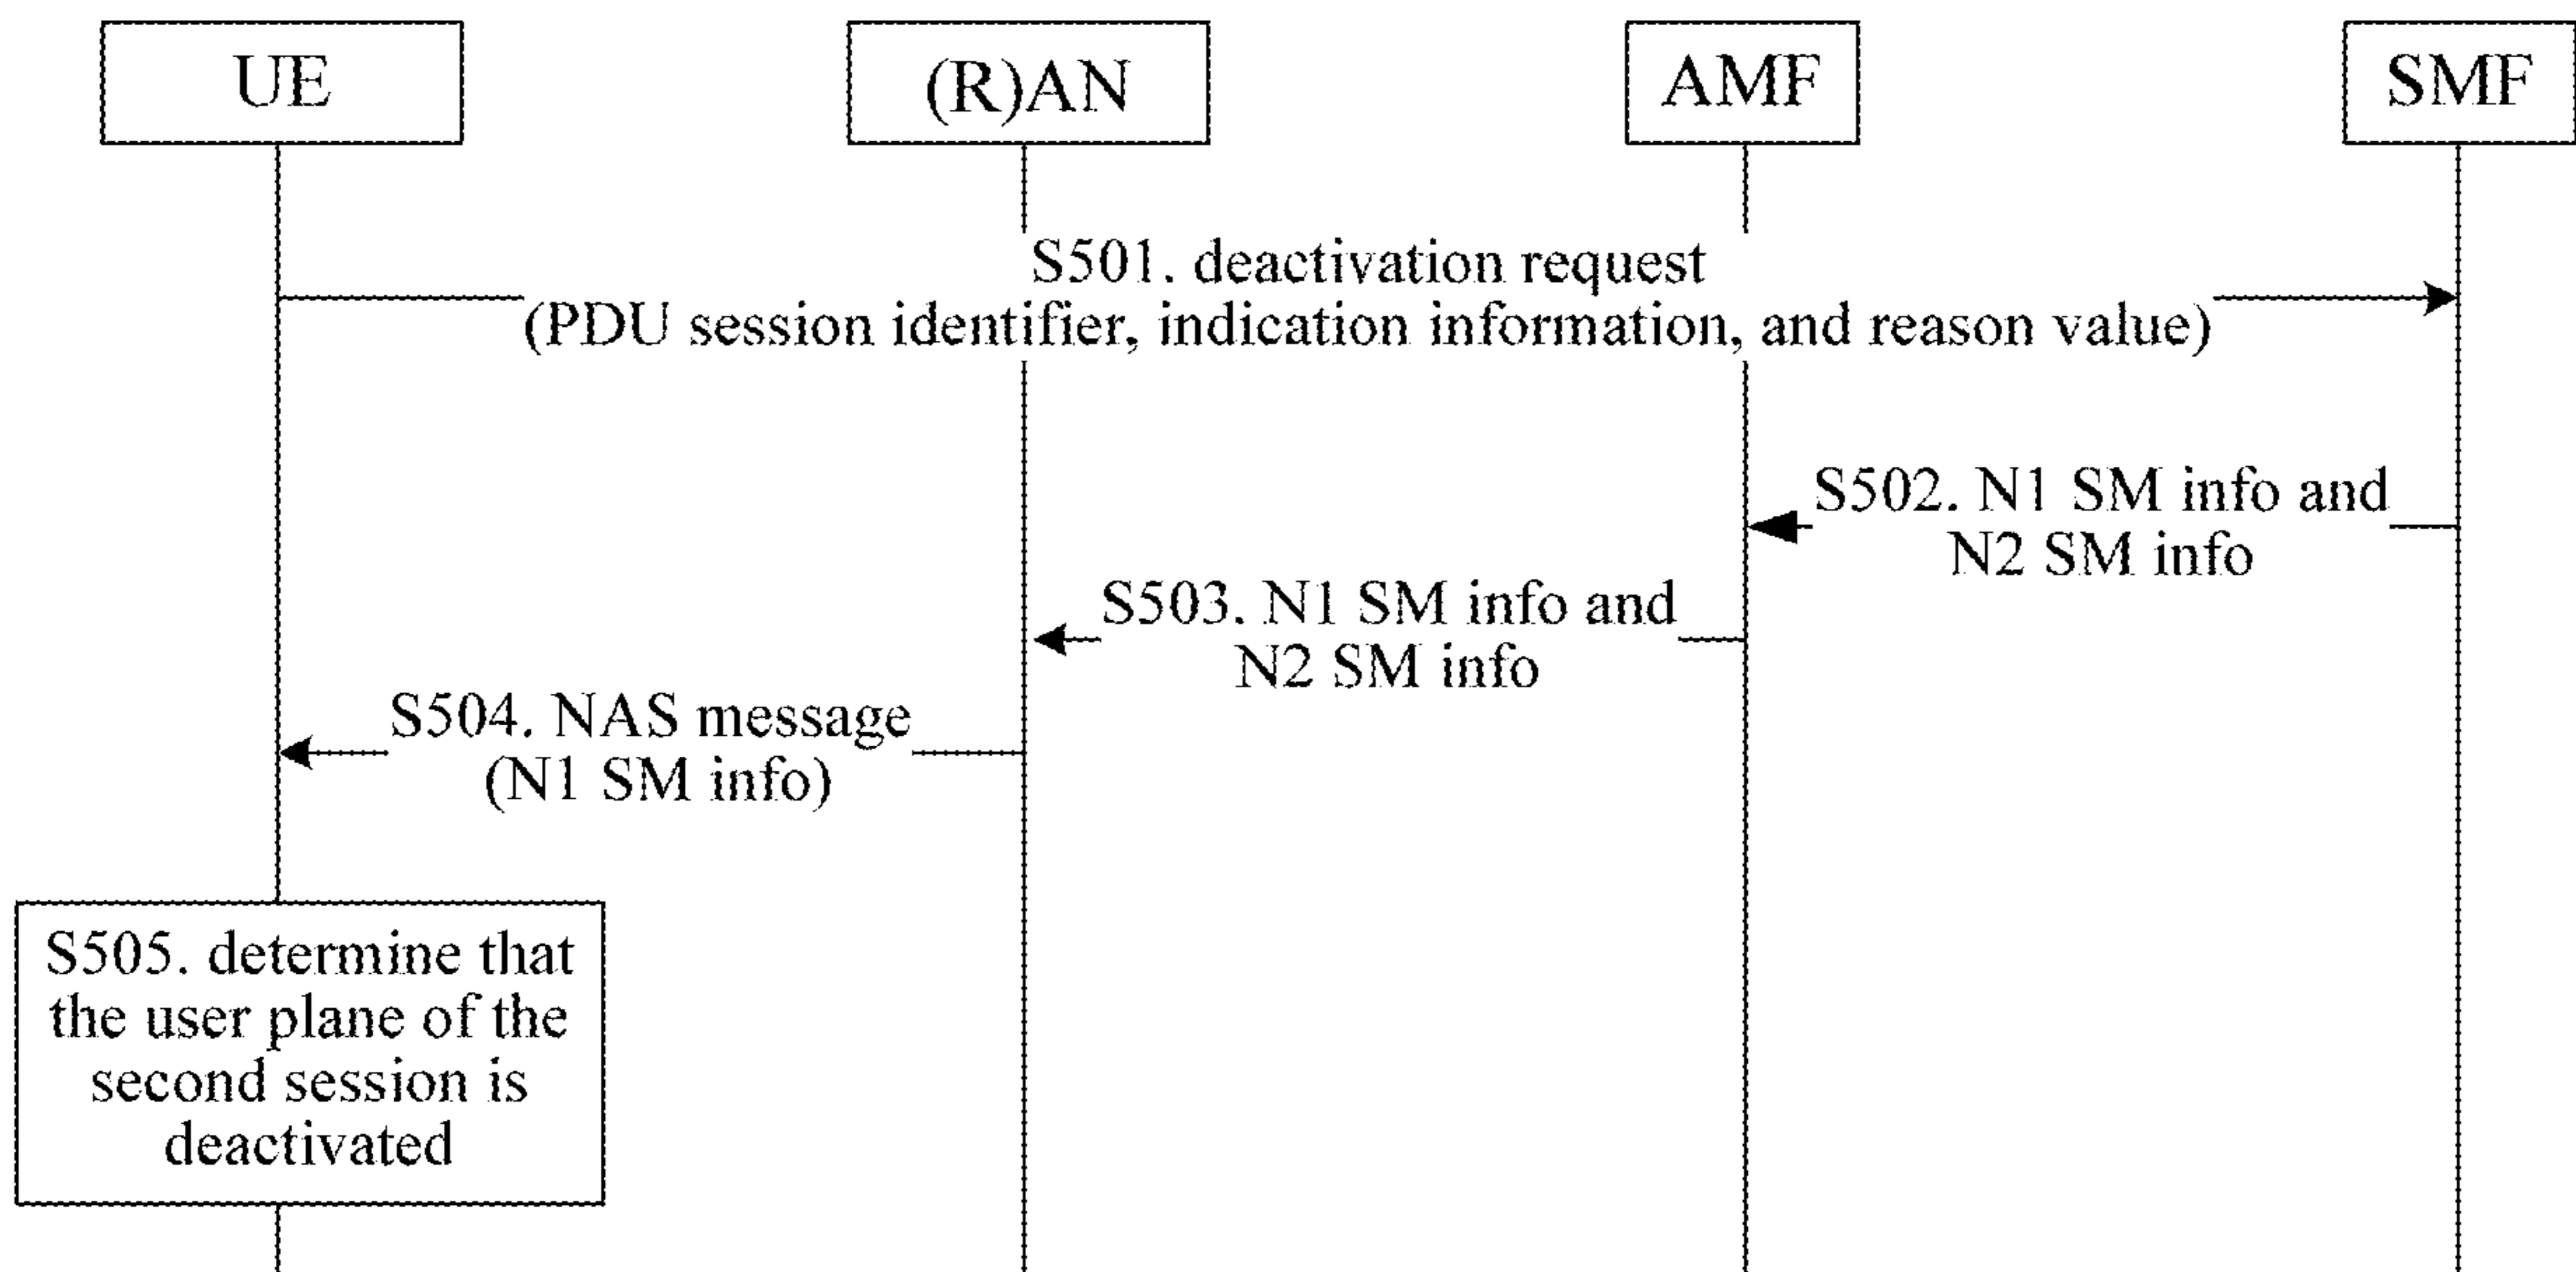 UE
(R)AN
AMF
SMF
S501. deactivation request
(PDU session identifier, indication information, and reason value)
S502. N1 SM info and
N2 SM info
S503. N1 SM info and
N2 SM info
S504. NAS message
(N1 SM info)
S505. determine that
the user plane of the
second session is
deactivated